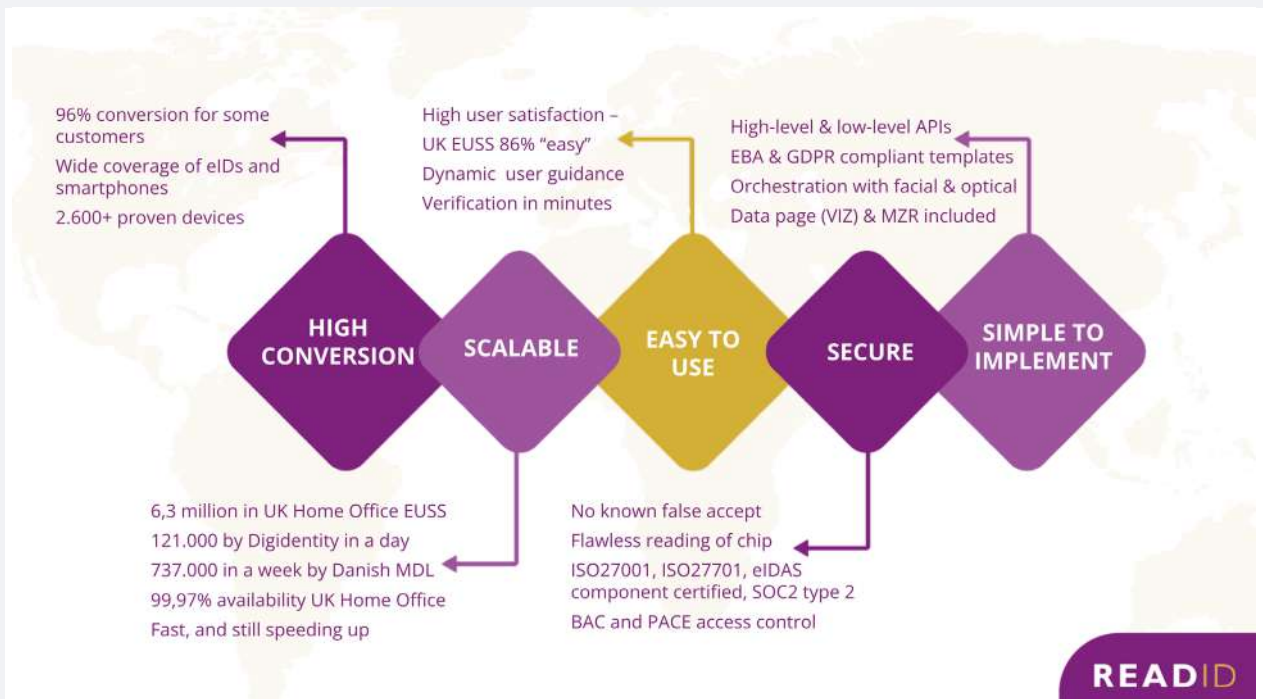 96% conversion for some
customers
Wide coverage of eIDs and
smartphones
2.600+ proven devices
High user satisfaction –
UK EUSS 86% “easy”
Dynamic user guidance
Verification in minutes
High-level & low-level APIs
EBA & GDPR compliant templates
Orchestration with facial & optical
Data page (VIZ) & MZR included
HIGH
CONVERSION
SCALABLE
EASY TO
USE
SECURE
SIMPLE TO
IMPLEMENT
6,3 million in UK Home Office EUSS
121.000 by Digidentity in a day
737.000 in a week by Danish MDL
99,97% availability UK Home Office
Fast, and still speeding up
No known false accept
Flawless reading of chip
ISO27001, ISO27701, eIDAS
component certified, SOC2 type 2
BAC and PACE access control
READID